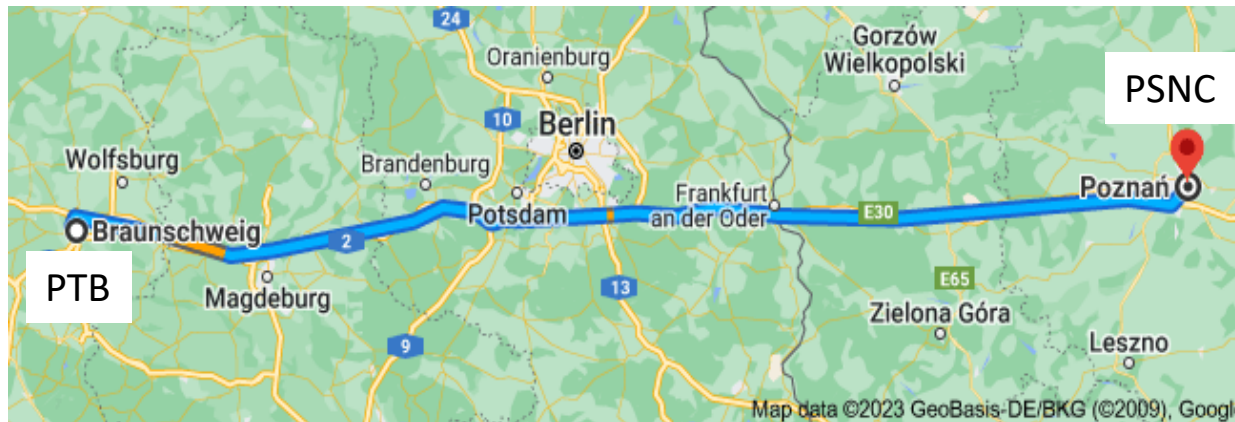 24
Oranienburg
Gorzów
Wielkopolski
PSNC
10
Berlin
Wolfsburg
Brandenburg
Poznań
Frankfurt
an der Oder
E30
Potsdam
Braunschweig
2
PTB
Magdeburg
13
E65
Zielona Góra
9
Leszno
Map data ©2023 GeoBasis-DE/BKG (©2009), Google